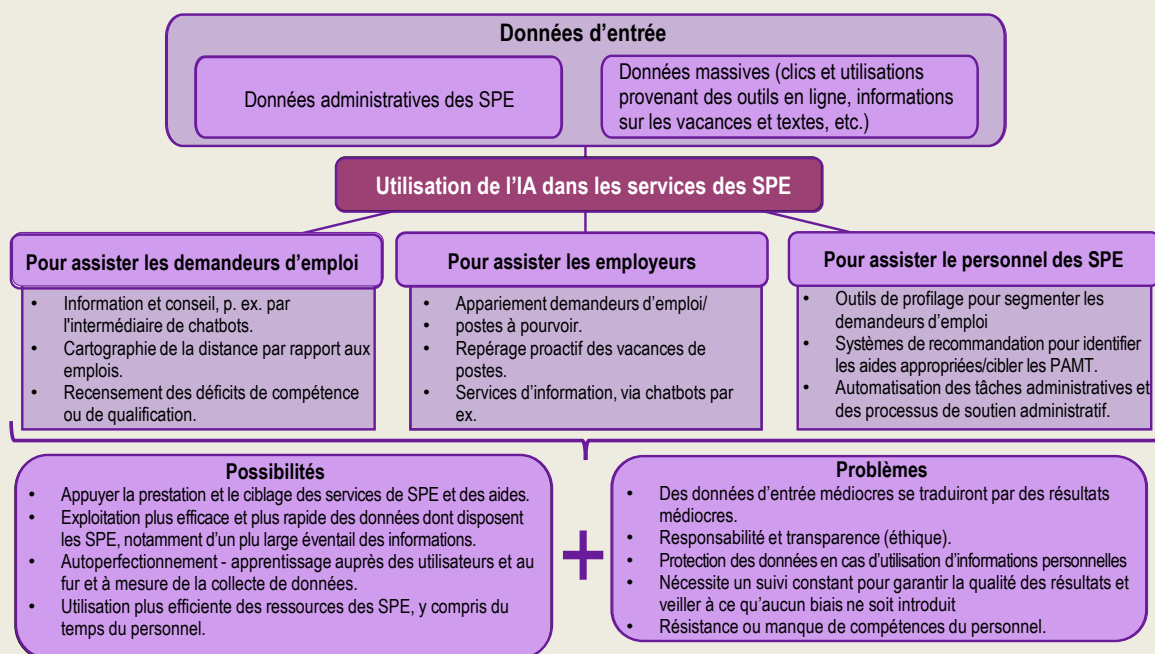 Données d'entrée
Données administratives des SPE
Données massives (clics et utilisations
provenant des outils en ligne, informations
sur les vacances et textes, etc.)
Utilisation de l'IA dans les services des SPE
Pour assister les demandeurs d'emploi
• Information et conseil, p. ex. par
l'intermédiaire de chatbots.
• Cartographie de la distance par rapport aux
emplois.
• Recensement des déficits de compétence
ou de qualification.
Pour assister les employeurs
• Appariement demandeurs d'emploi/
• postes à pourvoir.
• Repérage proactif des vacances de
postes.
• Services d'information, via chatbots par
ex.
Pour assister le personnel des SPE
• Outils de profilage pour segmenter les
demandeurs d'emploi
• Systèmes de recommandation pour identifier
les aides appropriées/cibler les PAMT.
• Automatisation des tâches administratives et
des processus de soutien administratif.
Possibilités
• Appuyer la prestation et le ciblage des services de SPE et des aides.
• Exploitation plus efficace et plus rapide des données dont disposent
les SPE, notamment d'un plu large éventail des informations.
• Autoperfectionnement - apprentissage auprès des utilisateurs et au
fur et à mesure de la collecte de données.
• Utilisation plus efficiente des ressources des SPE, y compris du
temps du personnel.
+
Problèmes
• Des données d'entrée médiocres se traduiront par des résultats
médiocres.
• Responsabilité et transparence (éthique).
• Protection des données en cas d'utilisation d'informations personnelles
• Nécessite un suivi constant pour garantir la qualité des résultats et
veiller à ce qu'aucun biais ne soit introduit
• Résistance ou manque de compétences du personnel.